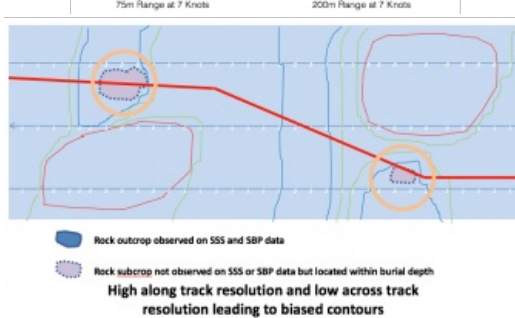 75m Range at 7 Knots
200m Range at 7 Knots
Rock outcrop observed on SSS and SBP data
Rock subcrop not observed on SSS or SBP data but located within burial depth
High along track resolution and low across track
resolution leading to biased contours